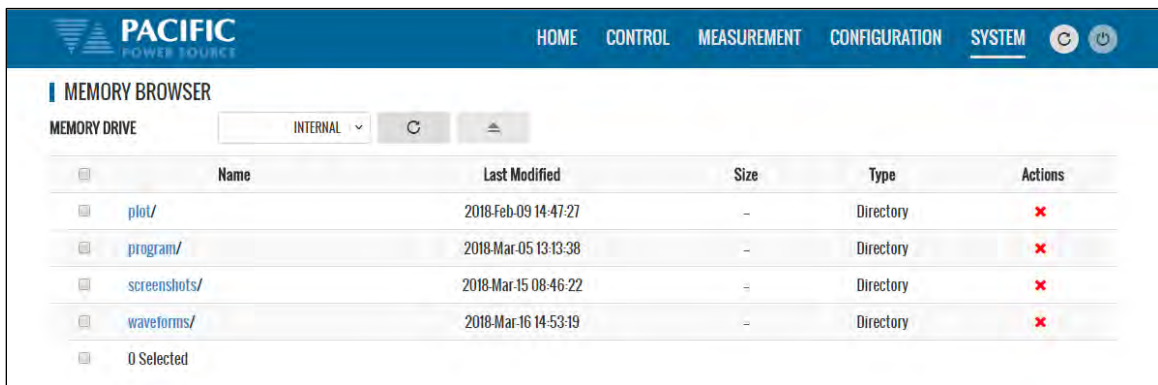 PACIFIC
POWER SOURCE
HOME CONTROL MEASUREMENT CONFIGURATION SYSTEM
MEMORY BROWSER
MEMORY DRIVE INTERNAL
Name Last Modified Size Type Actions
plot/ 2018-Feb-09 14:47:27 – Directory
program/ 2018-Mar-05 13:13:38 – Directory
screenshots/ 2018-Mar-15 08:46:22 – Directory
waveforms/ 2018-Mar-16 14:53:19 – Directory
0 Selected